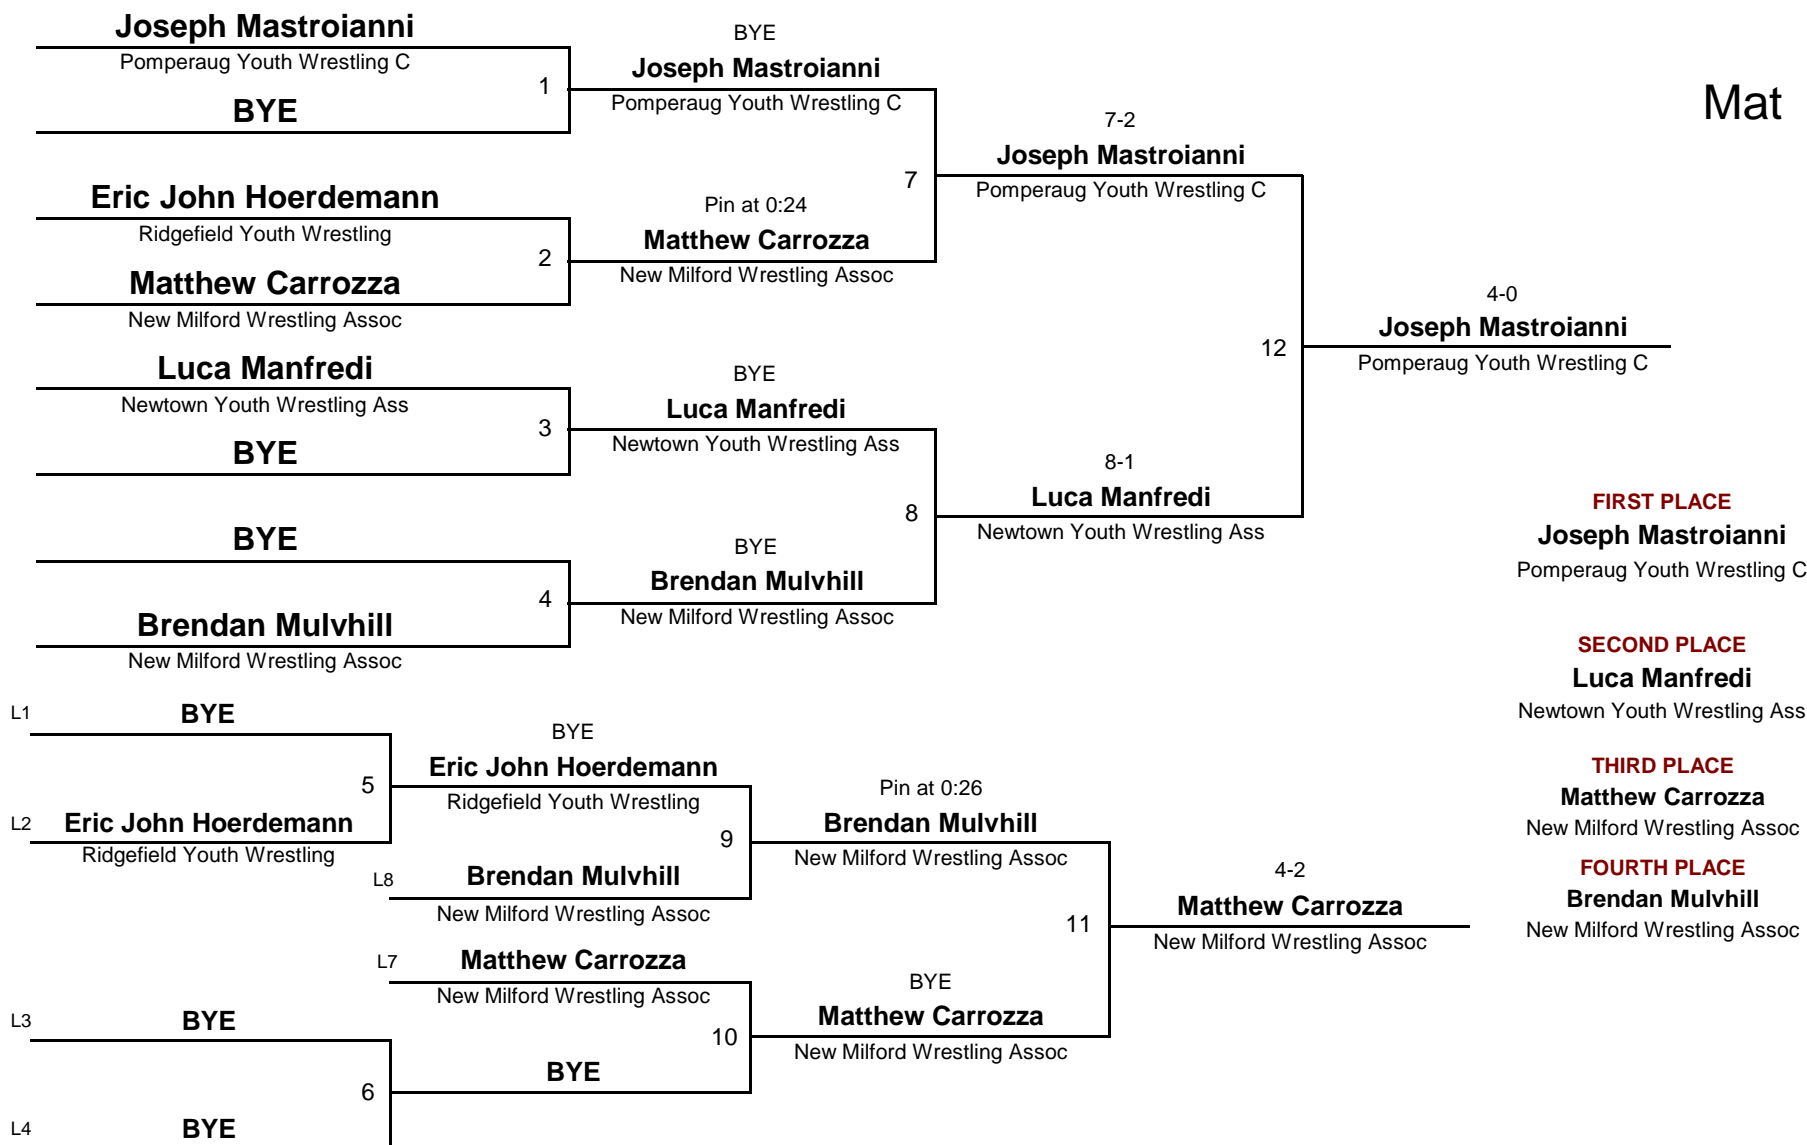 Joseph Mastroianni
Pomperaug Youth Wrestling C
1
BYE
BYE
Joseph Mastroianni
Pomperaug Youth Wrestling C
Mat
7-2
Joseph Mastroianni
Pomperaug Youth Wrestling C
7
Eric John Hoerdemann
Ridgefield Youth Wrestling
2
Matthew Carrozza
New Milford Wrestling Assoc
Pin at 0:24
Matthew Carrozza
New Milford Wrestling Assoc
4-0
Joseph Mastroianni
Pomperaug Youth Wrestling C
12
Luca Manfredi
Newtown Youth Wrestling Ass
3
BYE
BYE
Luca Manfredi
Newtown Youth Wrestling Ass
8-1
Luca Manfredi
Newtown Youth Wrestling Ass
8
BYE
4
Brendan Mulvhill
New Milford Wrestling Assoc
BYE
Brendan Mulvhill
New Milford Wrestling Assoc
FIRST PLACE
Joseph Mastroianni
Pomperaug Youth Wrestling C
SECOND PLACE
Luca Manfredi
Newtown Youth Wrestling Ass
THIRD PLACE
Matthew Carrozza
New Milford Wrestling Assoc
FOURTH PLACE
Brendan Mulvhill
New Milford Wrestling Assoc
L1 BYE
5
L2 Eric John Hoerdemann
Ridgefield Youth Wrestling
BYE
Eric John Hoerdemann
Ridgefield Youth Wrestling
9
L8 Brendan Mulvhill
New Milford Wrestling Assoc
Pin at 0:26
Brendan Mulvhill
New Milford Wrestling Assoc
11
4-2
Matthew Carrozza
New Milford Wrestling Assoc
L7 Matthew Carrozza
New Milford Wrestling Assoc
10
BYE
BYE
Matthew Carrozza
New Milford Wrestling Assoc
L3 BYE
6
L4 BYE